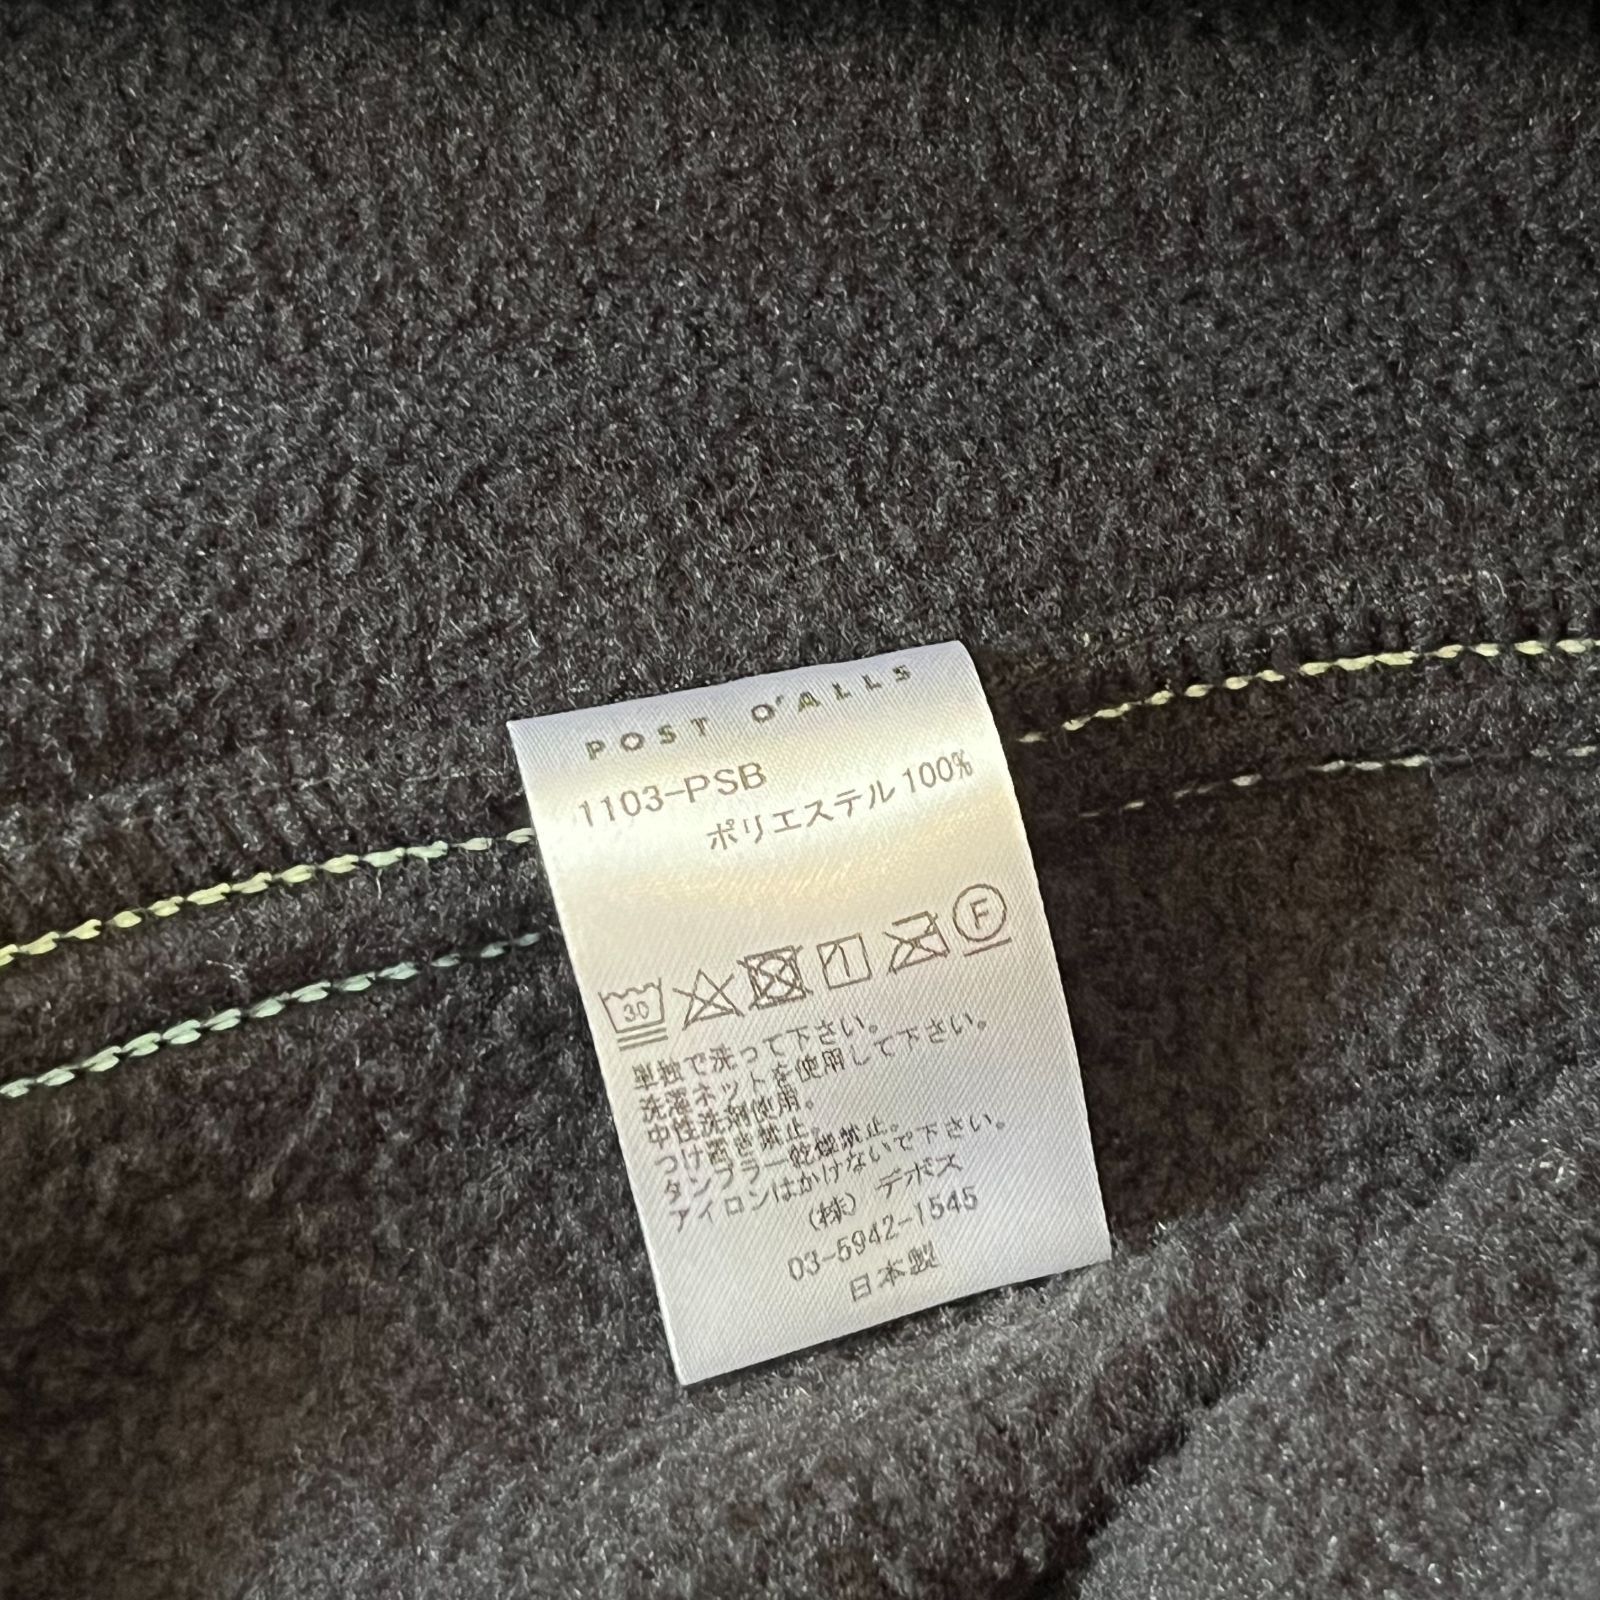 POST O'ALLS
1103-PSB
ポリエステル100%
30
F
単独で洗って下さい。
洗濯ネットを使用して下さい。
中性洗剤使用。
つけ置き禁止。
タンブラー乾燥禁止。
アイロンはかけないで下さい。
(株) デボス
03-5942-1545
日本製